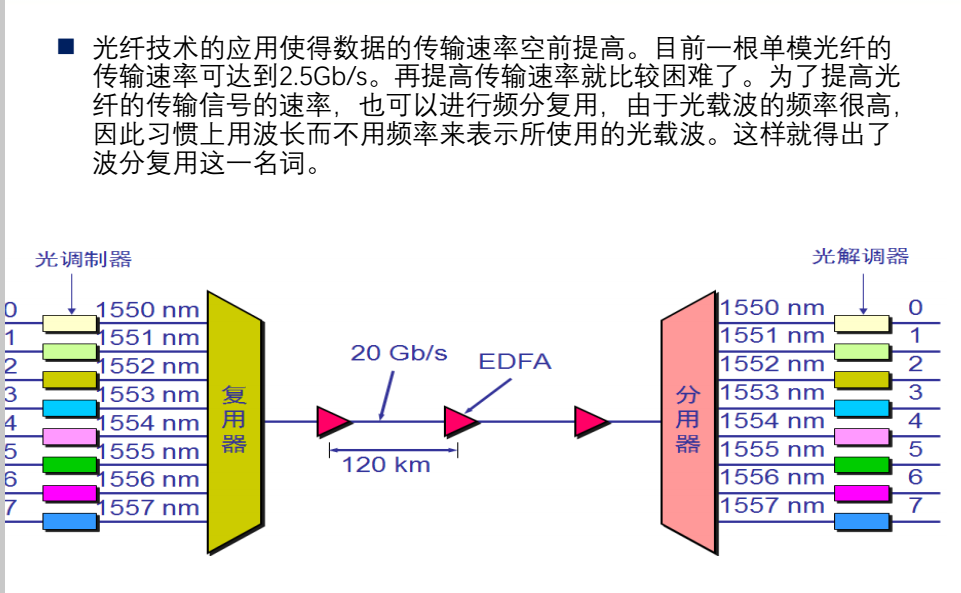 光纤技术的应用使得数据的传输速率空前提高。目前一根单模光纤的
传输速率可达到2.5Gb/s。再提高传输速率就比较困难了。为了提高光
纤的传输信号的速率，也可以进行频分复用，由于光载波的频率很高，
因此习惯上用波长而不用频率来表示所使用的光载波。这样就得出了
波分复用这一名词。
光调制器
光解调器
0 1550 nm
1 1551 nm
2 1552 nm
3 1553 nm
4 1554 nm
5 1555 nm
6 1556 nm
7 1557 nm
复用器
20 Gb/s
EDFA
120 km
分用器
1550 nm 0
1551 nm 1
1552 nm 2
1553 nm 3
1554 nm 4
1555 nm 5
1556 nm 6
1557 nm 7